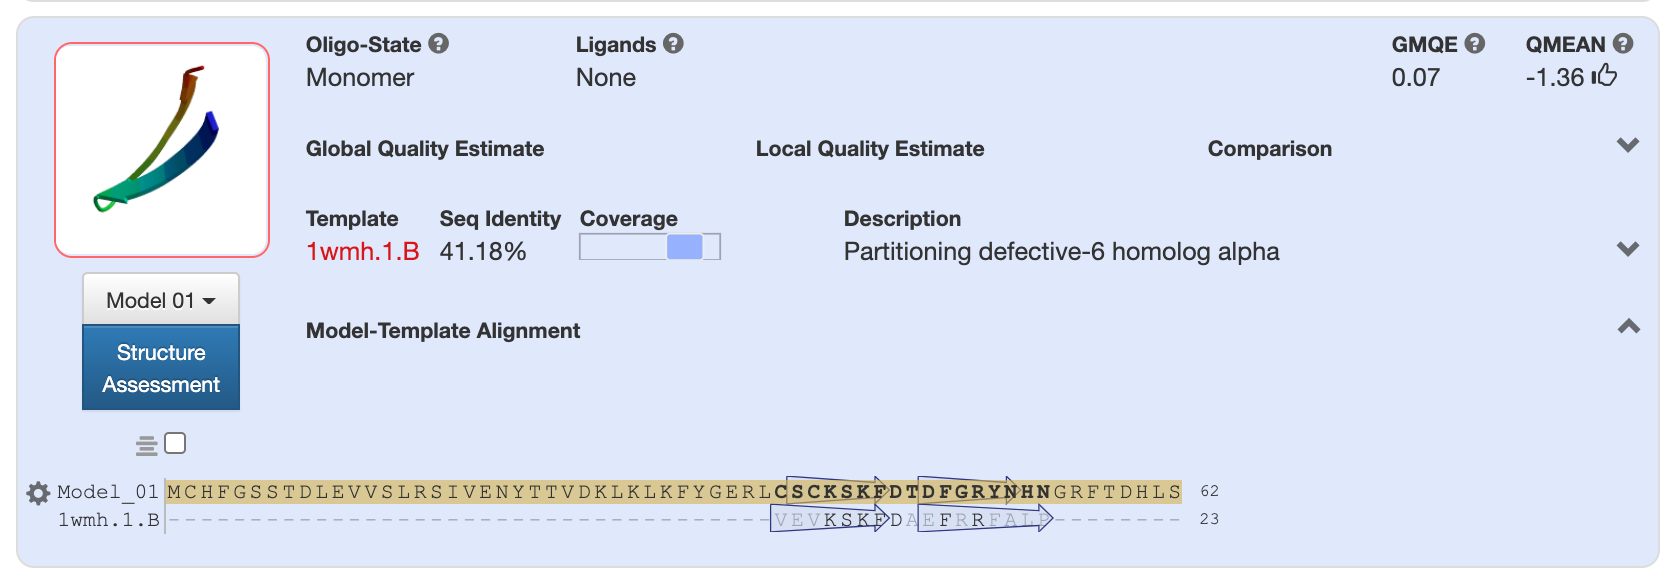 Oligo-State ?
Ligands ?
GMQE ?
QMEAN ?
Monomer
None
0.07
-1.36
Global Quality Estimate
Local Quality Estimate
Comparison
Template
Seq Identity
Coverage
Description
1wmh.1.B
41.18%
Partitioning defective-6 homolog alpha
Model 01
Structure
Assessment
Model-Template Alignment
Model_01 MCHFGSSTDLEVVSLRSIVENYTTVDKLKLKFYGERLCSCKSKFDTDFGRYNHNGRFTDHLS 62
1wmh.1.B -------------------------------------VEVKSKFDAEFRRFALP-------- 23